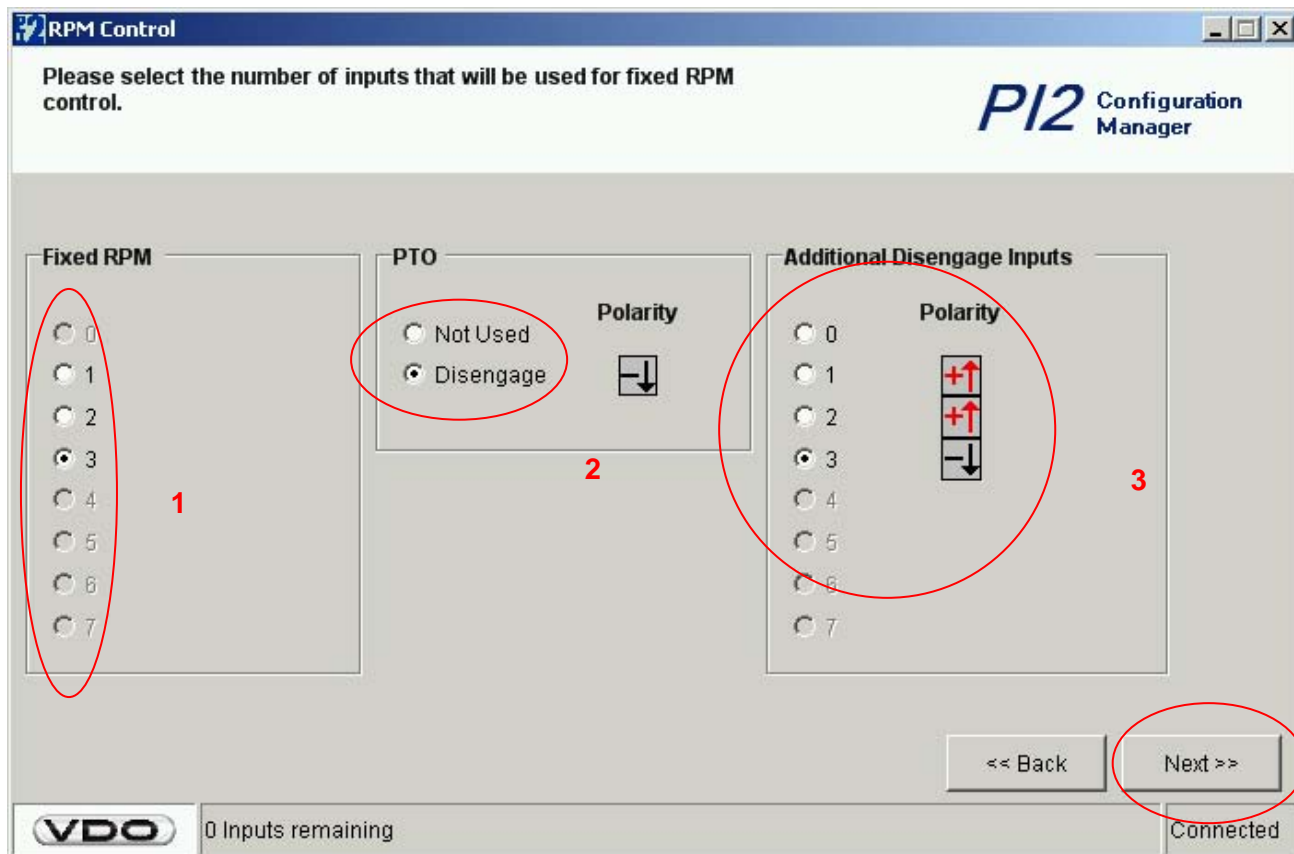 RPM Control
Please select the number of inputs that will be used for fixed RPM
control.
PI2 Configuration
Manager
Fixed RPM
0
1
2
3
4
5
6
7
1
PTO
Polarity
Not Used
Disengage
2
Additional Disengage Inputs
Polarity
0
1
2
3
4
5
6
7
3
<< Back
Next >>
VDO
0 Inputs remaining
Connected